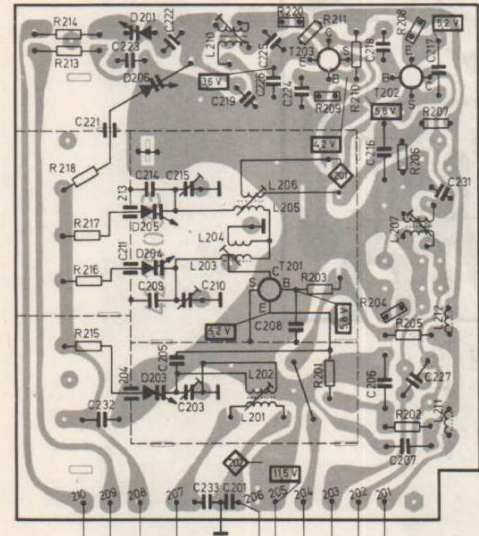 R214
D201
C222
R220
R211
R208
5,2 V
R213
C223
L210
C225
T203
C
C218
C217
D206
3,6 V
C226
E
S
B
C
E
B
S
T202
C219
C224
R209
R210
5,8 V
R207
C221
4,2 V
C216
R206
R218
C214
C215
201
L206
C231
213
L205
R217
D205
L204
L207
C211
D204
L203
C
T201
R216
S
B
R203
C209
C210
E
R204
L212
5,2 V
C208
5,8 V
R205
R215
C205
L202
R201
C206
C227
204
D203
C203
C232
L201
R202
L211
C207
202
11,5 V
C233
C201
210
209
208
207
206
205
204
203
202
201